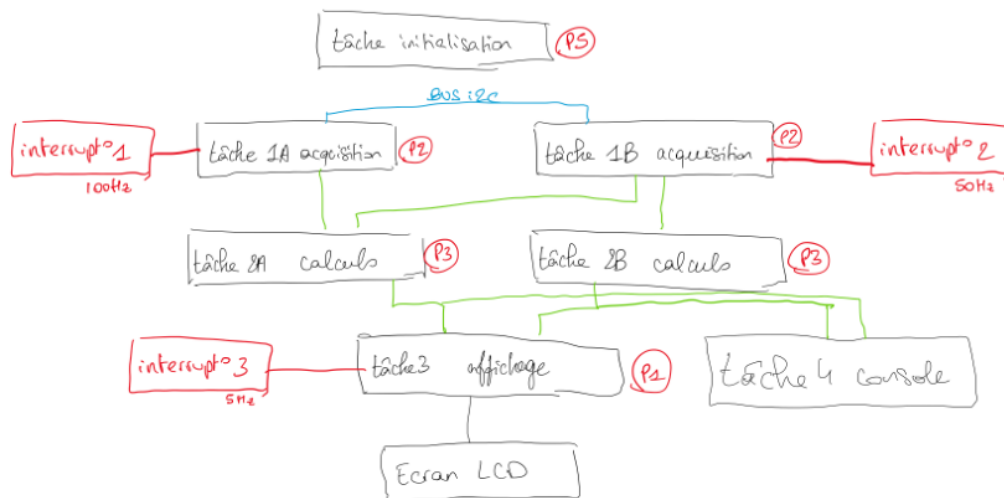 tâche initialisation P5
BUS i2c
interrupt° 1 tâche 1A acquisition P2 tâche 1B acquisition P2 interrupt° 2
100Hz 50Hz
tâche 2A calculs P3 tâche 2B calculs P3
interrupt° 3 tâche3 affichage P1 tâche 4 console
5Hz
Ecran LCD